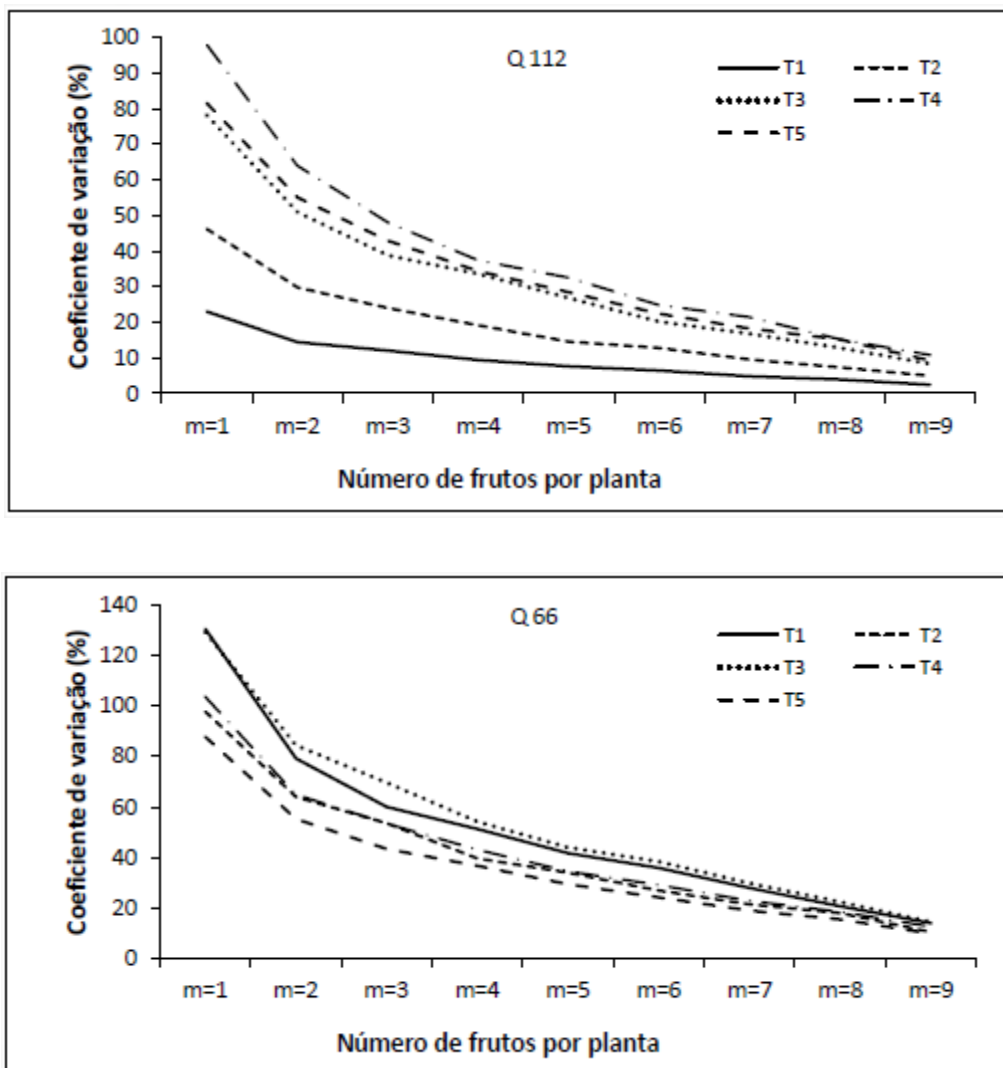 Q 112
T1
T2
T3
T4
T5
Coeficiente de variação (%)
100
90
80
70
60
50
40
30
20
10
0
m=1 m=2 m=3 m=4 m=5 m=6 m=7 m=8 m=9
Número de frutos por planta
Q 66
T1
T2
T3
T4
T5
Coeficiente de variação (%)
140
120
100
80
60
40
20
0
m=1 m=2 m=3 m=4 m=5 m=6 m=7 m=8 m=9
Número de frutos por planta